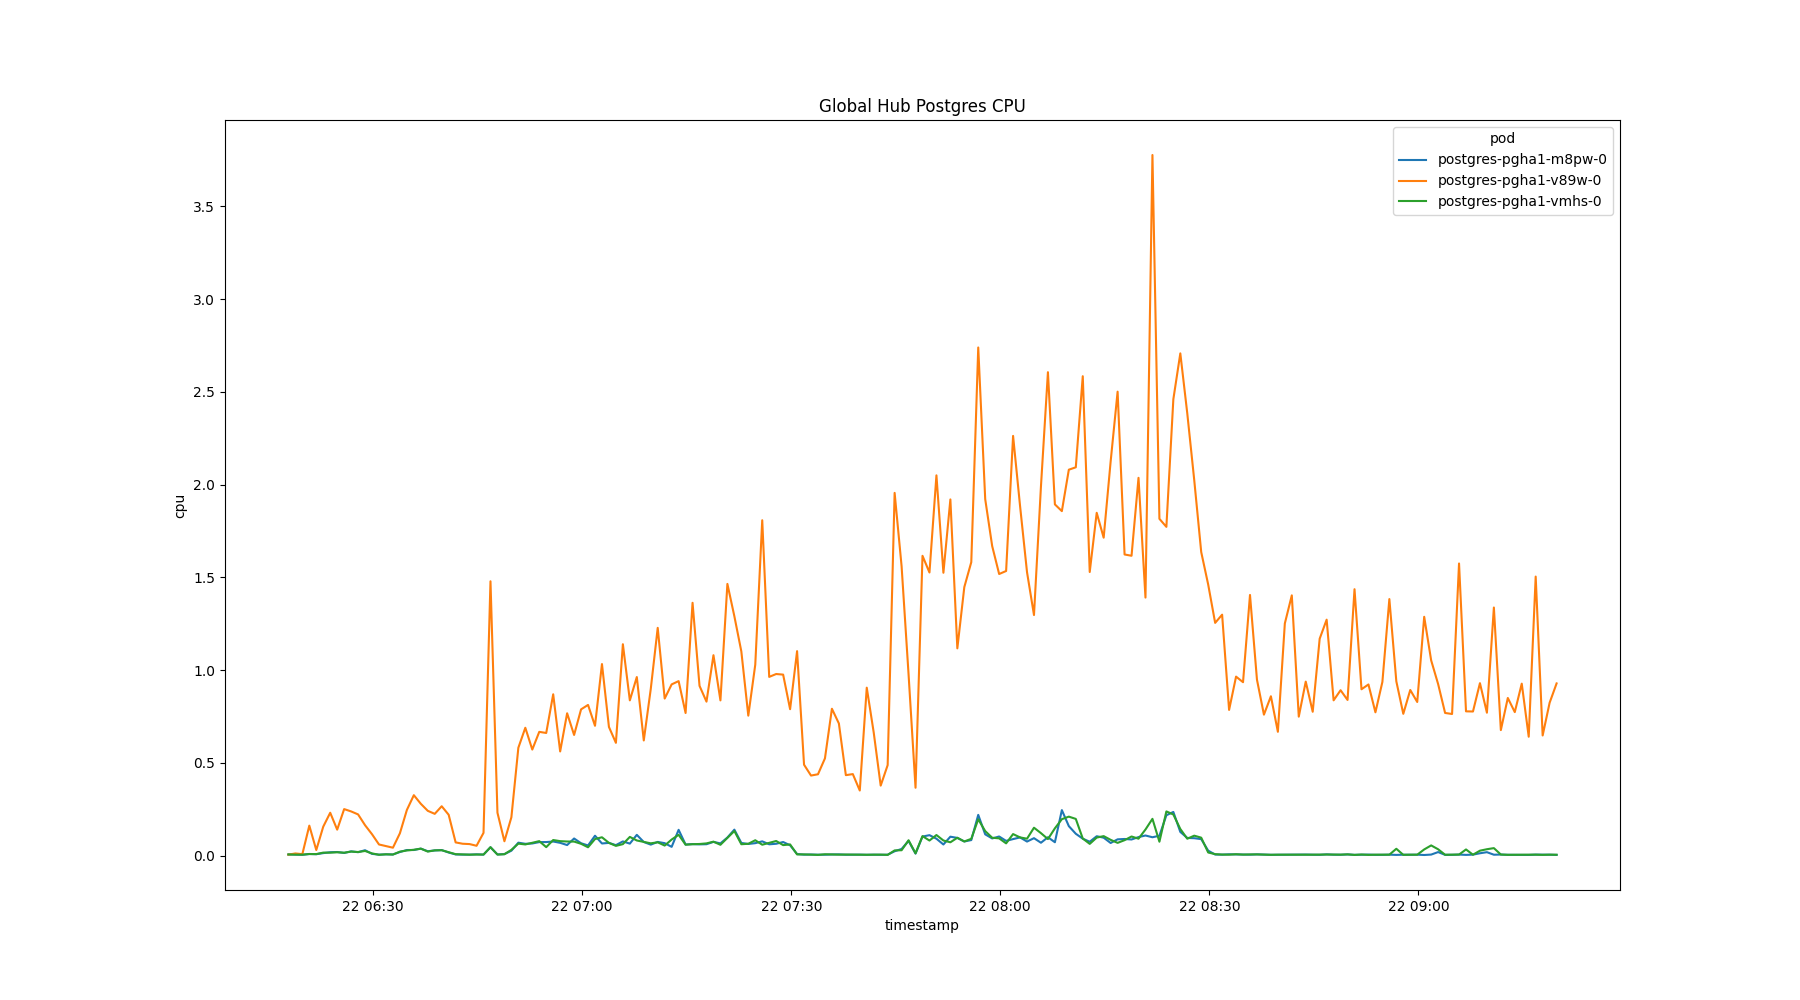 Global Hub Postgres CPU
pod
postgres-pgha1-m8pw-0
postgres-pgha1-v89w-0
postgres-pgha1-vmhs-0
cpu
3.5
3.0
2.5
2.0
1.5
1.0
0.5
0.0
22 06:30 22 07:00 22 07:30 22 08:00 22 08:30 22 09:00
timestamp